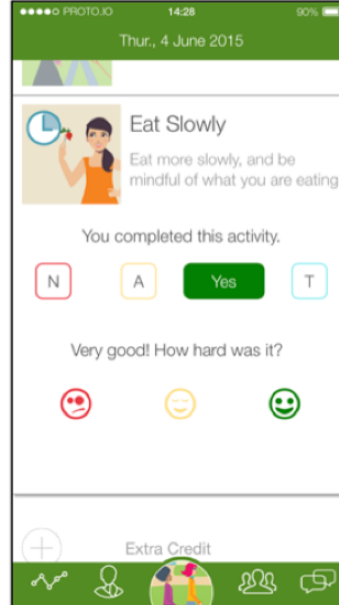 PROTO.IO 14:28 90%
Thur., 4 June 2015
Eat Slowly
Eat more slowly, and be
mindful of what you are eating
You completed this activity.
N A Yes T
Very good! How hard was it?
Extra Credit